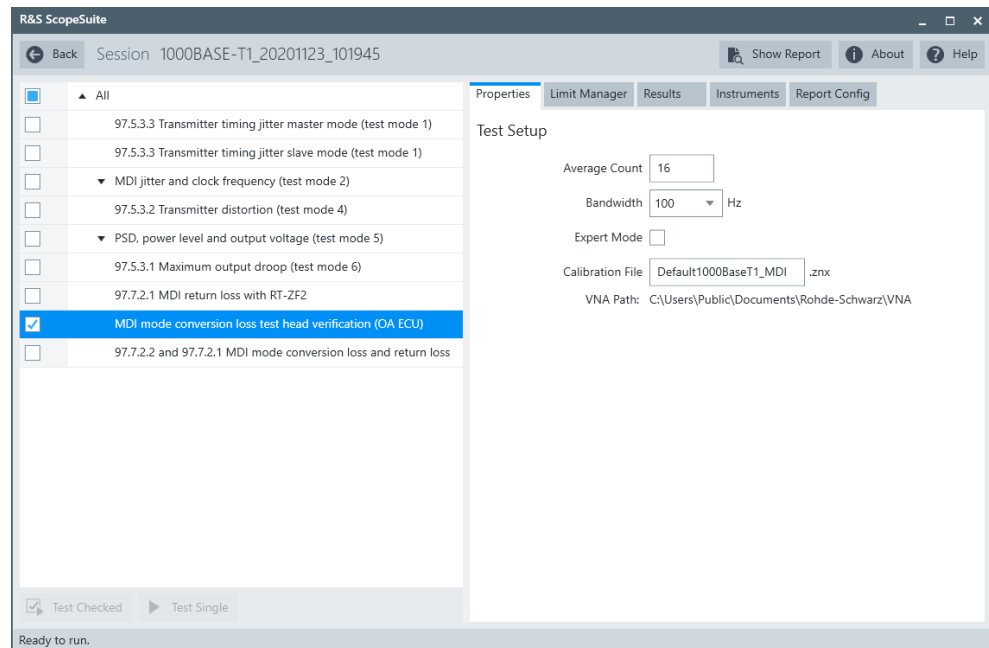 R&S ScopeSuite
Back Session 1000BASE-T1_20201123_101945 Show Report About Help
All
97.5.3.3 Transmitter timing jitter master mode (test mode 1)
97.5.3.3 Transmitter timing jitter slave mode (test mode 1)
MDI jitter and clock frequency (test mode 2)
97.5.3.2 Transmitter distortion (test mode 4)
PSD, power level and output voltage (test mode 5)
97.5.3.1 Maximum output droop (test mode 6)
97.7.2.1 MDI return loss with RT-ZF2
MDI mode conversion loss test head verification (OA ECU)
97.7.2.2 and 97.7.2.1 MDI mode conversion loss and return loss
Test Checked Test Single
Properties Limit Manager Results Instruments Report Config
Test Setup
Average Count 16
Bandwidth 100 Hz
Expert Mode
Calibration File Default1000BaseT1_MDI .znx
VNA Path: C:\Users\Public\Documents\Rohde-Schwarz\VNA
Ready to run.